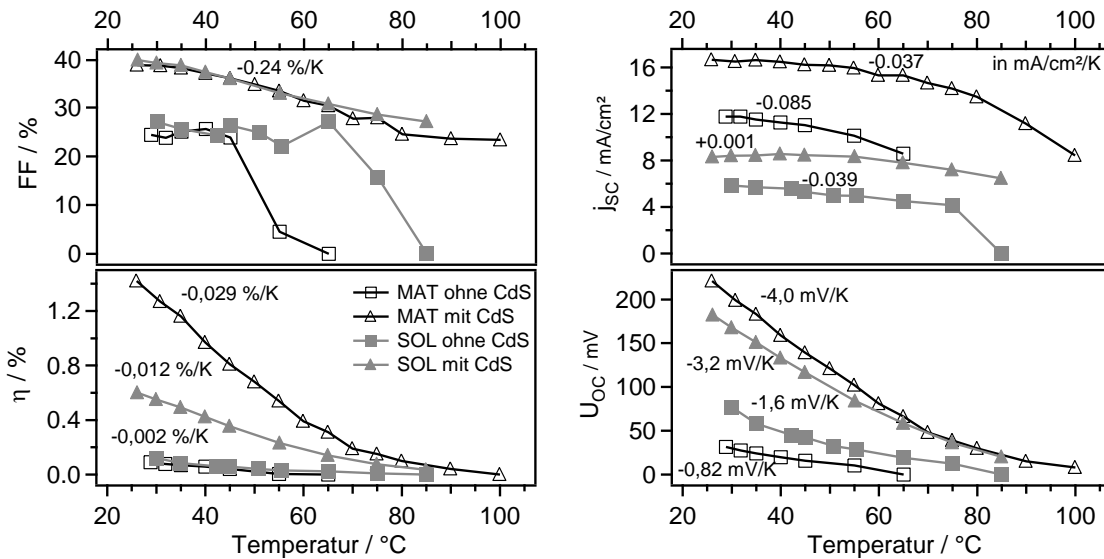 20 40 60 80 100
40
30
20
10
0
FF / %
-0.24 %/K
20 40 60 80 100
16
12
8
4
0
jSC / mA/cm²
in mA/cm²/K
-0.037
-0.085
+0.001
-0.039
1.2
0.8
0.4
0.0
η / %
-0,029 %/K
-0,012 %/K
-0,002 %/K
MAT ohne CdS
MAT mit CdS
SOL ohne CdS
SOL mit CdS
20 40 60 80 100
Temperatur / °C
200
150
100
50
0
UOC / mV
-4,0 mV/K
-3,2 mV/K
-1,6 mV/K
-0,82 mV/K
20 40 60 80 100
Temperatur / °C